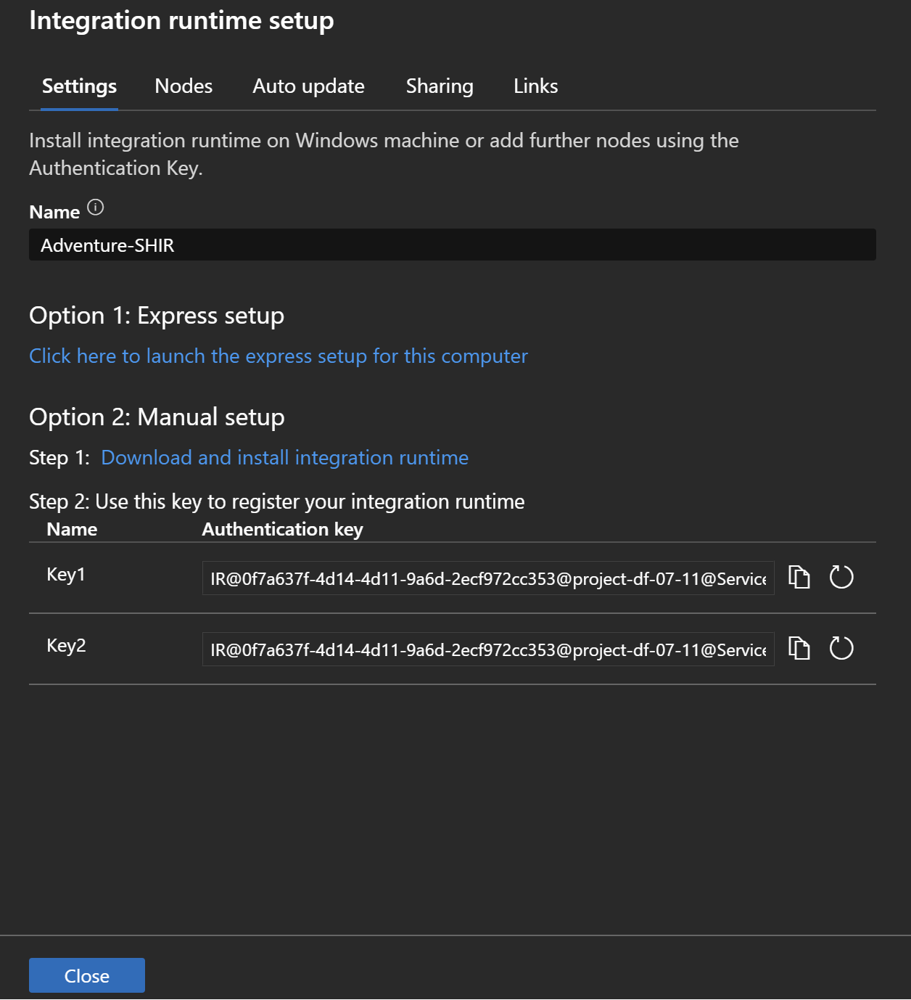 Integration runtime setup
Settings Nodes Auto update Sharing Links
Install integration runtime on Windows machine or add further nodes using the
Authentication Key.
Name
Adventure-SHIR
Option 1: Express setup
Click here to launch the express setup for this computer
Option 2: Manual setup
Step 1: Download and install integration runtime
Step 2: Use this key to register your integration runtime
Name Authentication key
Key1 IR@0f7a637f-4d14-4d11-9a6d-2ecf972cc353@project-df-07-11@Service
Key2 IR@0f7a637f-4d14-4d11-9a6d-2ecf972cc353@project-df-07-11@Service
Close